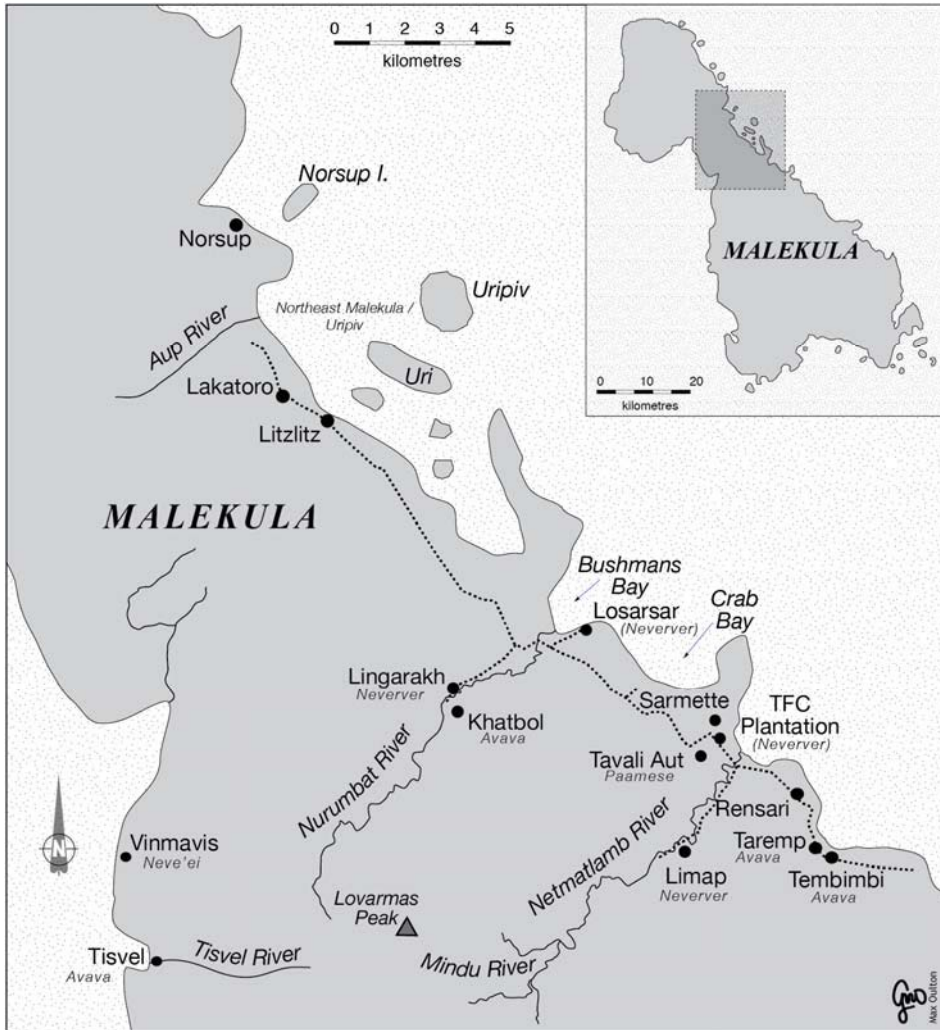 0 1 2 3 4 5
kilometres
MALEKULA
0 10 20
kilometres
Norsup I.
Norsup
Uripiv
Northeast Malekula /
Uripiv
Aup River
Uri
Lakatoro
Litzlitz
MALEKULA
Bushmans
Bay
Losarsar
(Neverver)
Crab
Bay
Lingarakh
Neverver
Khatbol
Avava
Sarmette
TFC
Plantation
(Neverver)
Tavali Aut
Paamese
Nurumbat River
Rensari
Netmatlamb River
Taremp
Avava
N
Vinmavis
Neve'ei
Limap
Neverver
Tembimbi
Avava
Lovarmas
Peak
Tisvel
Avava
Tisvel River
Mindu River
Max Oulton